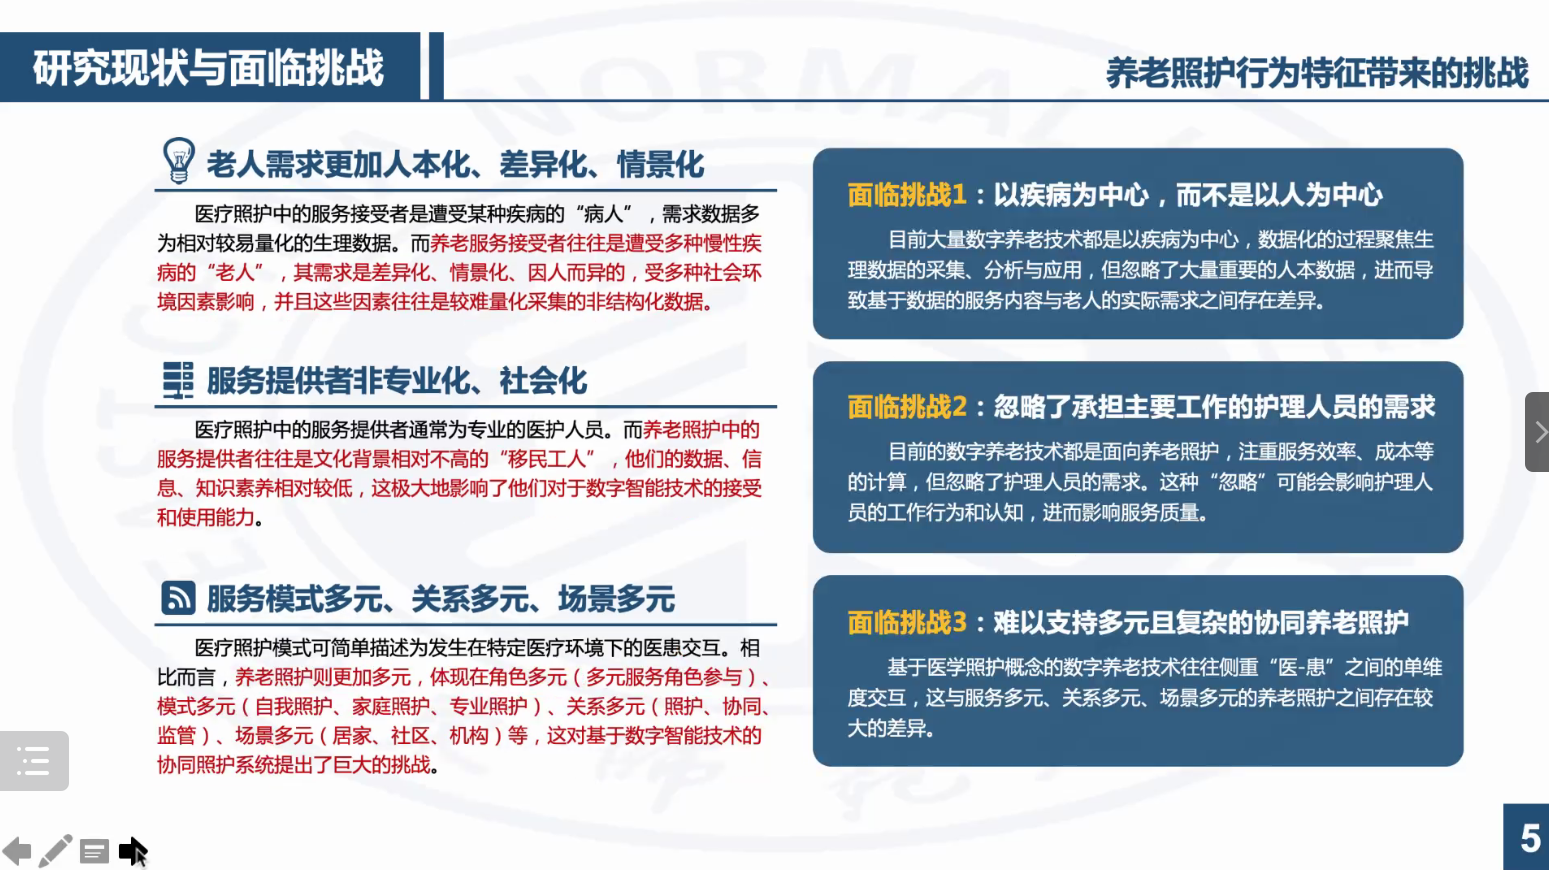 研究现状与面临挑战
养老照护行为特征带来的挑战
老人需求更加人本化、差异化、情景化
医疗照护中的服务接受者是遭受某种疾病的“病人”，需求数据多
为相对较易量化的生理数据。而养老服务接受者往往是遭受多种慢性疾
病的“老人”，其需求是差异化、情景化、因人而异的，受多种社会环
境因素影响，并且这些因素往往是较难量化采集的非结构化数据。
服务提供者非专业化、社会化
医疗照护中的服务提供者通常为专业的医护人员。而养老照护中的
服务提供者往往是文化背景相对不高的“移民工人”，他们的数据、信
息、知识素养相对较低，这极大地影响了他们对于数字智能技术的接受
和使用能力。
服务模式多元、关系多元、场景多元
医疗照护模式可简单描述为发生在特定医疗环境下的医患交互。相
比而言，养老照护则更加多元，体现在角色多元（多元服务角色参与）、
模式多元（自我照护、家庭照护、专业照护）、关系多元（照护、协同、
监管）、场景多元（居家、社区、机构）等，这对基于数字智能技术的
协同照护系统提出了巨大的挑战。
面临挑战1：以疾病为中心，而不是以人为中心
目前大量数字养老技术都是以疾病为中心，数据化的过程聚焦生
理数据的采集、分析与应用，但忽略了大量重要的人本数据，进而导
致基于数据的服务内容与老人的实际需求之间存在差异。
面临挑战2：忽略了承担主要工作的护理人员的需求
目前的数字养老技术都是面向养老照护，注重服务效率、成本等
的计算，但忽略了护理人员的需求。这种“忽略”可能会影响护理人
员的工作行为和认知，进而影响服务质量。
面临挑战3：难以支持多元且复杂的协同养老照护
基于医学照护概念的数字养老技术往往侧重“医-患”之间的单维
度交互，这与服务多元、关系多元、场景多元的养老照护之间存在较
大的差异。
5